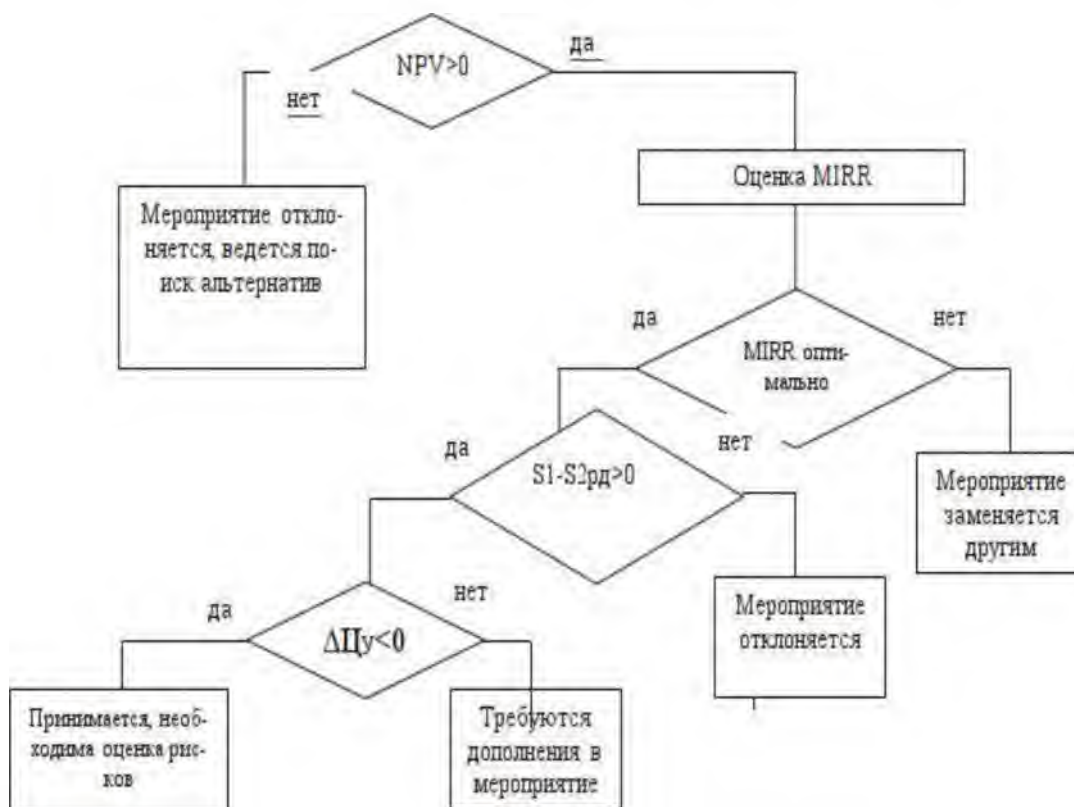 да
NPV>0
нет
Оценка MIRR
Мероприятие откло-
няется, ведется по-
иск альтернатив
да
нет
MIRR опти-
мально
да
нет
S1-S2рд>0
Мероприятие
заменяется
другим
да
нет
ΔЦу<0
Мероприятие
отклоняется
Принимается, необ-
ходима оценка рис-
ков
Требуются
дополнения в
мероприятие